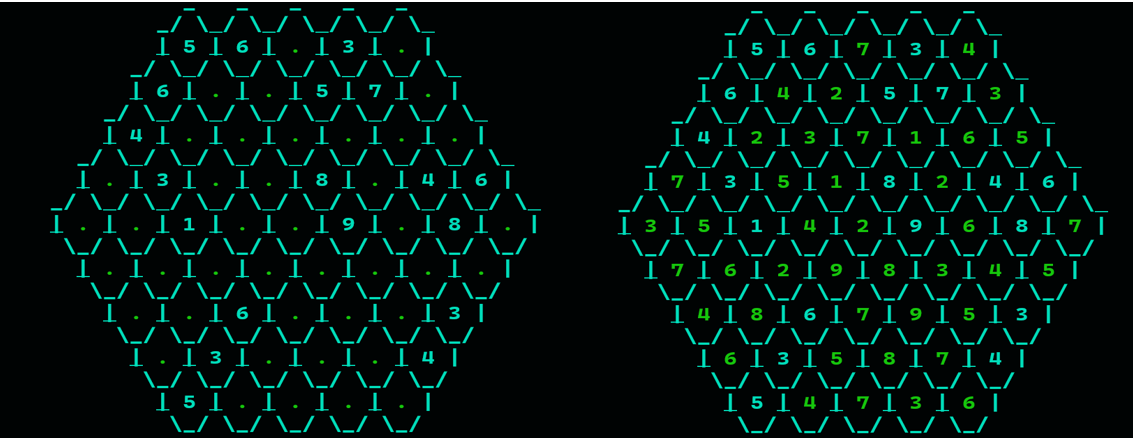 | 5 | 6 | . | 3 | . | | 5 | 6 | 7 | 3 | 4 |
| 6 | . | . | 5 | 7 | . | | 6 | 4 | 2 | 5 | 7 | 3 |
| 4 | . | . | . | . | . | . | | 4 | 2 | 3 | 7 | 1 | 6 | 5 |
| . | 3 | . | . | 8 | . | 4 | 6 | | 7 | 3 | 5 | 1 | 8 | 2 | 4 | 6 |
| . | . | 1 | . | . | 9 | . | 8 | . | | 3 | 5 | 1 | 4 | 2 | 9 | 6 | 8 | 7 |
| . | . | . | . | . | . | . | . | | 7 | 6 | 2 | 9 | 8 | 3 | 4 | 5 |
| . | . | 6 | . | . | . | 3 | | 4 | 8 | 6 | 7 | 9 | 5 | 3 |
| . | 3 | . | . | . | 4 | | 6 | 3 | 5 | 8 | 7 | 4 |
| 5 | . | . | . | . | | 5 | 4 | 7 | 3 | 6 |